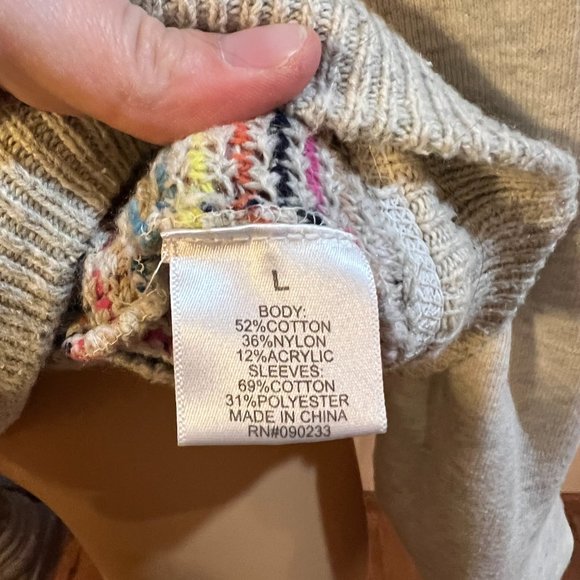 L
BODY:
52%COTTON
36%NYLON
12%ACRYLIC
SLEEVES:
69%COTTON
31%POLYESTER
MADE IN CHINA
RN#090233